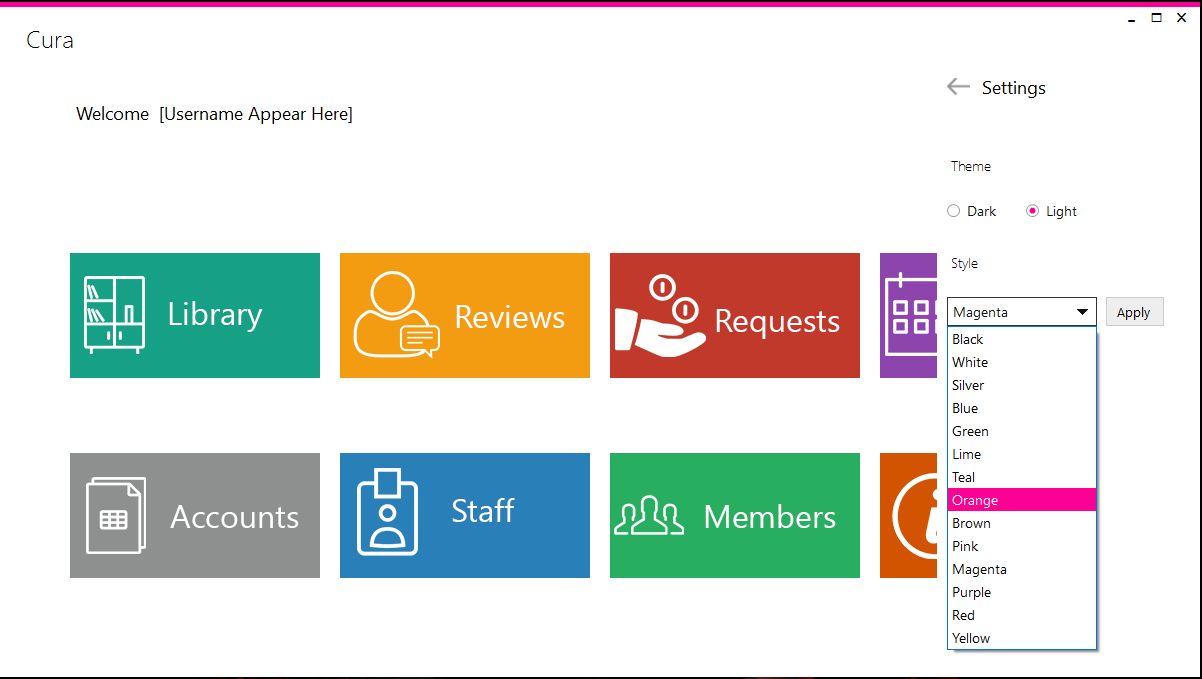 Cura
Welcome [Username Appear Here]
Settings
Theme
Dark Light
Style
Magenta Apply
Black
White
Silver
Blue
Green
Lime
Teal
Orange
Brown
Pink
Magenta
Purple
Red
Yellow
Library
Reviews
Requests
Accounts
Staff
Members